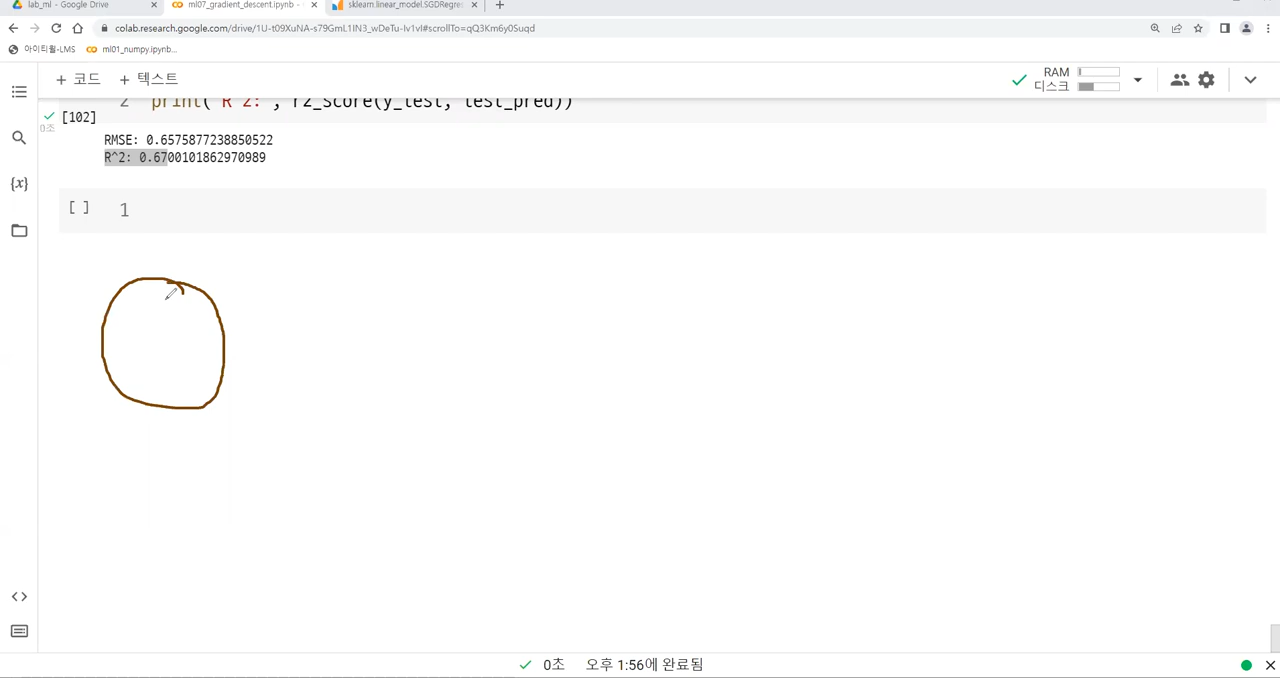 lab_ml - Google Drive
ml07_gradient_descent.ipynb -
sklearn.linear_model.SGDRegre
colab.research.google.com/drive/1U-t09XuNA-s79GmL1IN3_wDeTu-Iv1vI#scrollTo=qQ3Km6y0Suqd
아이티윌-LMS
ml01_numpy.ipynb...
+ 코드 + 텍스트
RAM
디스크
2 print('R^2:', r2_score(y_test, test_pred))
[102]
0초
RMSE: 0.6575877238850522
R^2: 0.6700101862970989
[ ] 1
{x}
<>
0초 오후 1:56에 완료됨